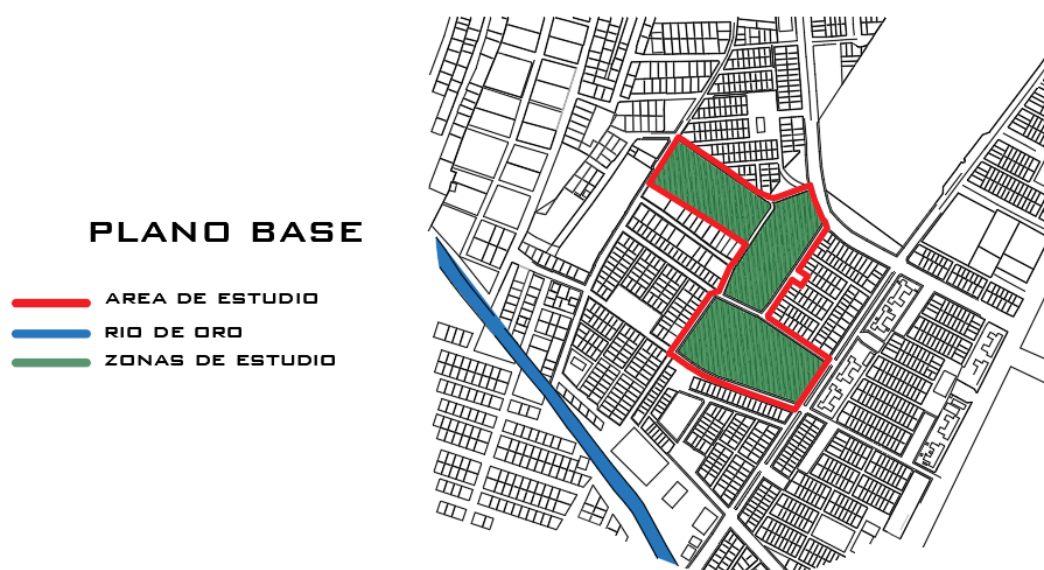 PLANO BASE
AREA DE ESTUDIO
RIO DE ORO
ZONAS DE ESTUDIO